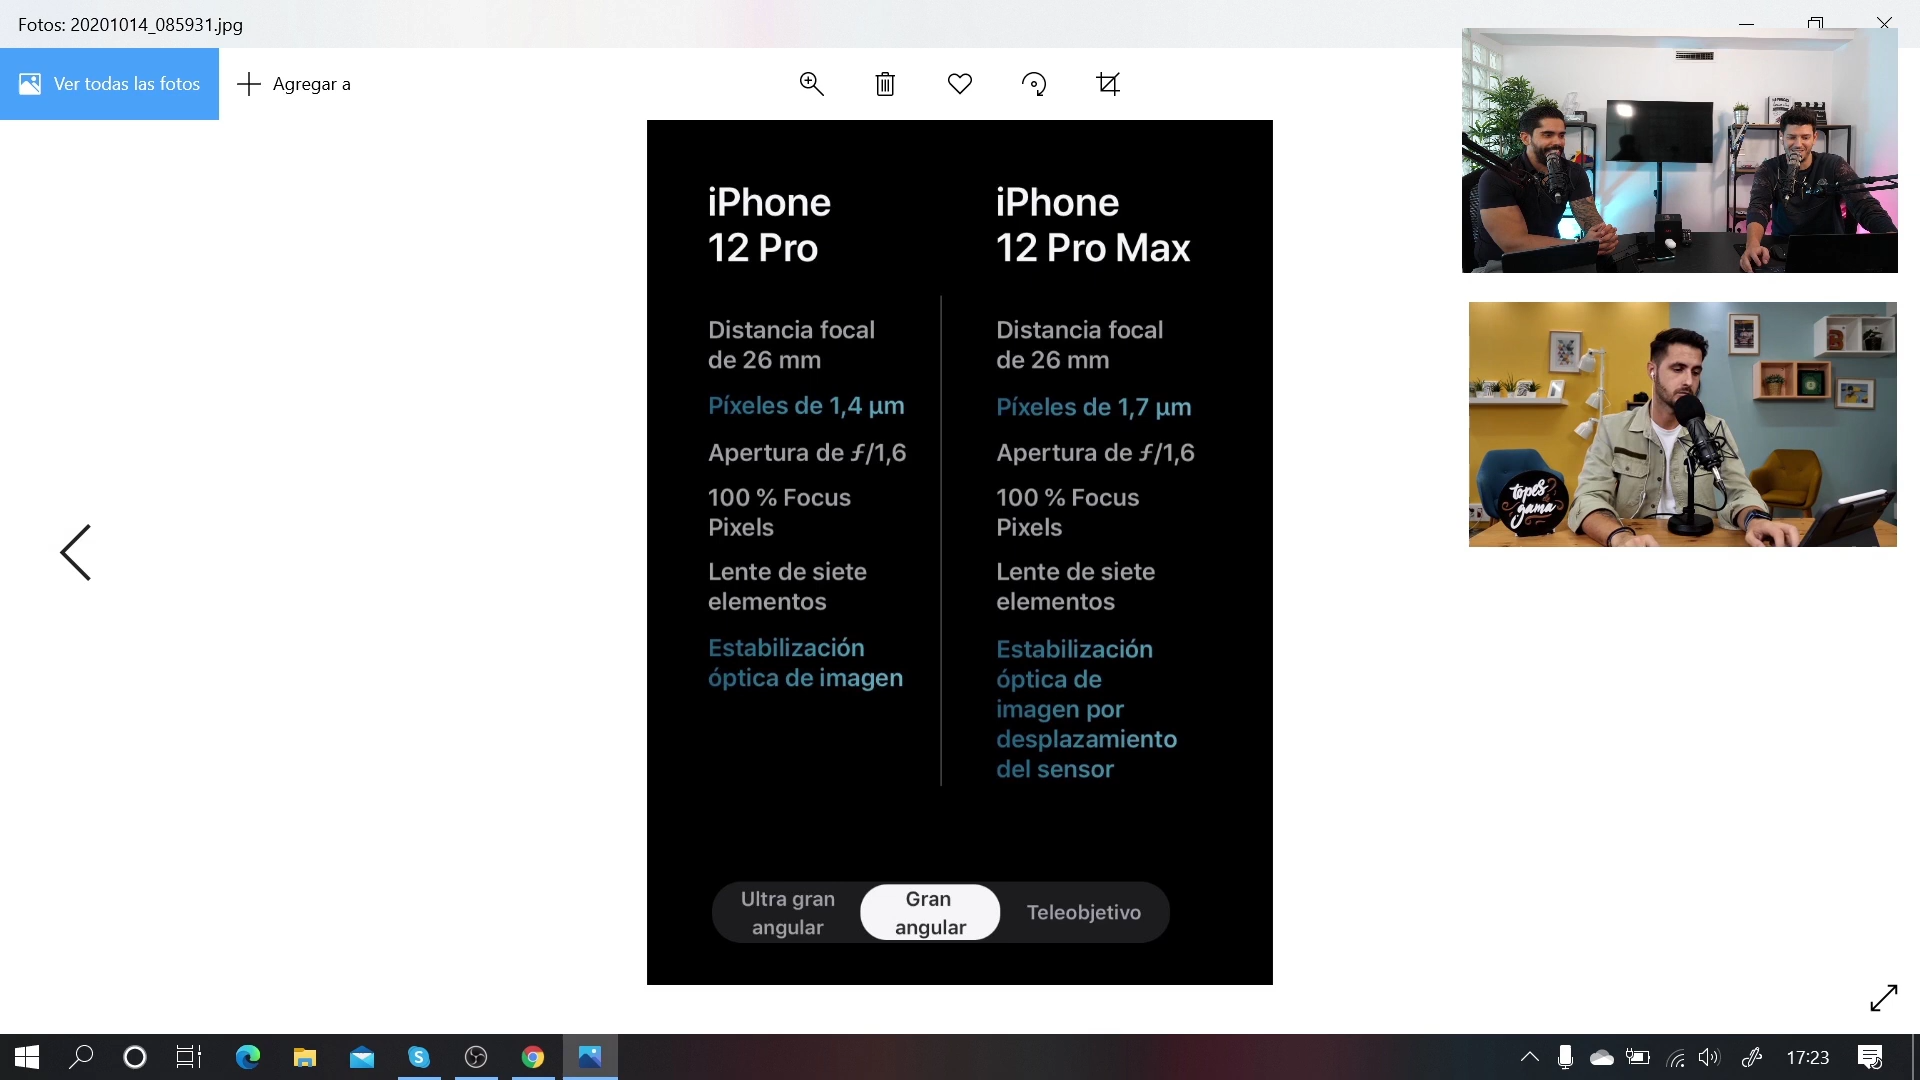 Fotos: 20201014_085931.jpg
Ver todas las fotos
Agregar a
iPhone
12 Pro
Distancia focal
de 26 mm
Píxeles de 1,4 µm
Apertura de ƒ/1,6
100 % Focus
Pixels
Lente de siete
elementos
Estabilización
óptica de imagen
iPhone
12 Pro Max
Distancia focal
de 26 mm
Píxeles de 1,7 µm
Apertura de ƒ/1,6
100 % Focus
Pixels
Lente de siete
elementos
Estabilización
óptica de
imagen por
desplazamiento
del sensor
Ultra gran
angular
Gran
angular
Teleobjetivo
topes
gama
17:23